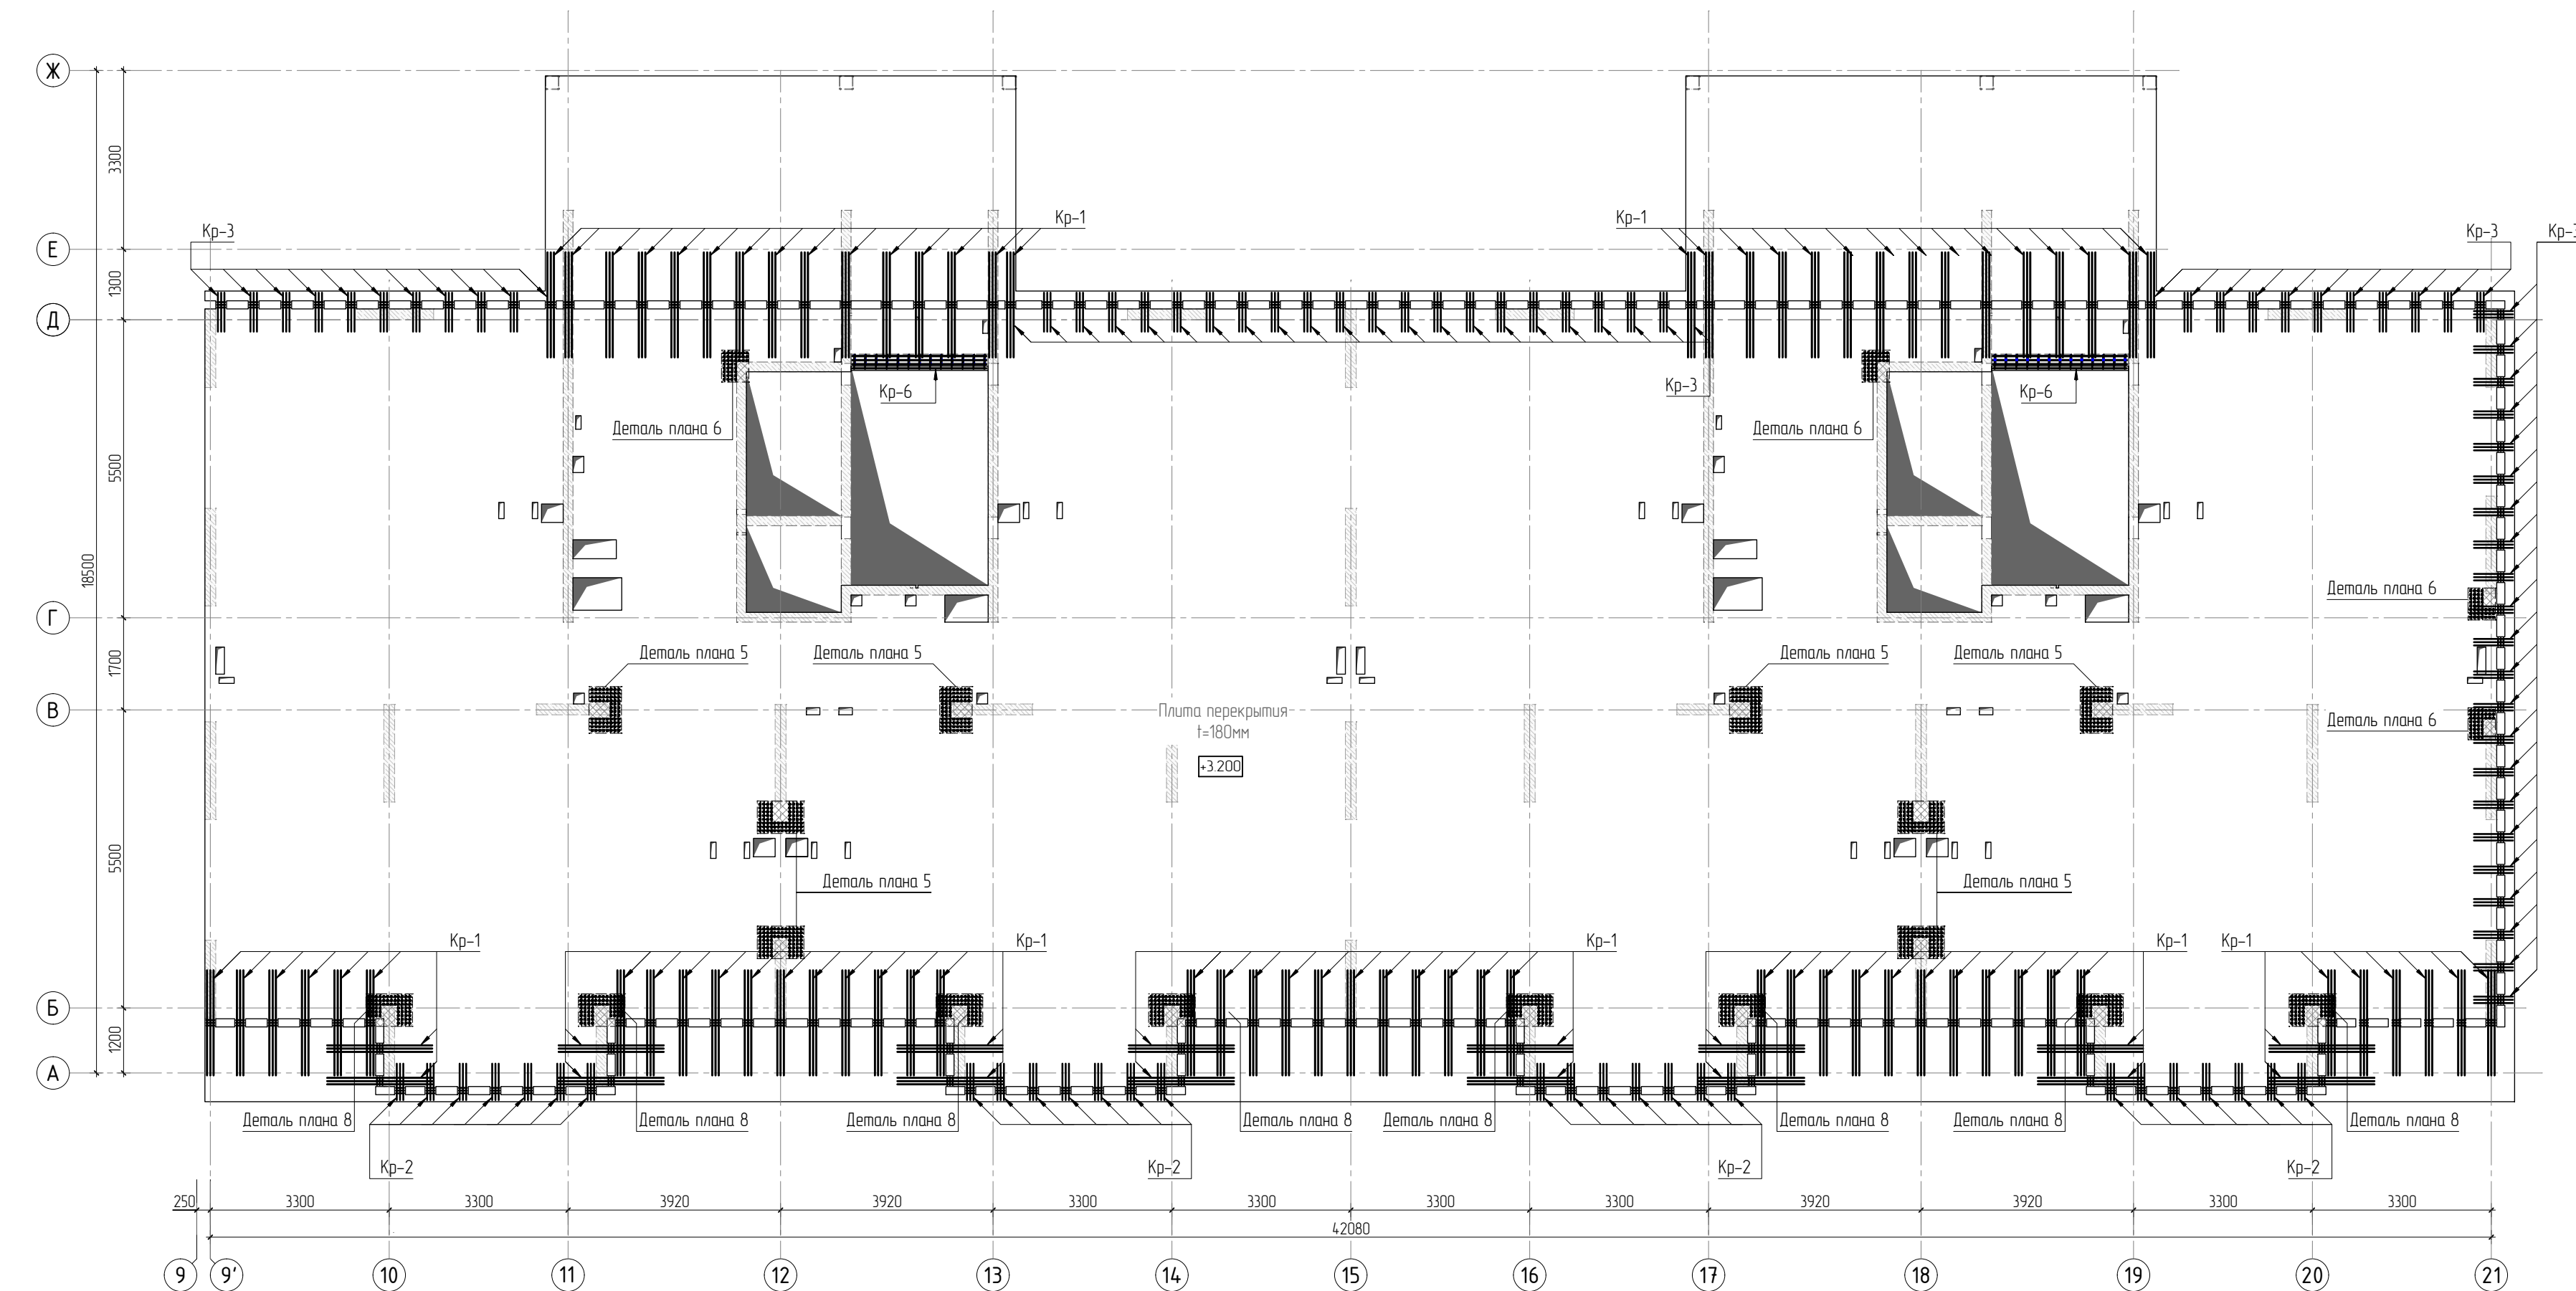 Ж
3300
Кр-1
Кр-1
Кр-3
Кр-3
Кр-3
Е
1300
Д
Кр-6
Кр-3
Кр-6
Деталь плана 6
Деталь плана 6
5500
18500
Деталь плана 6
Г
1700
Деталь плана 5
Деталь плана 5
Деталь плана 5
Деталь плана 5
В
Плита перекрытия
t=180мм
Деталь плана 6
+3.200
5500
Деталь плана 5
Деталь плана 5
Кр-1
Кр-1
Кр-1
Кр-1
Кр-1
Б
1200
А
Деталь плана 8
Деталь плана 8
Деталь плана 8
Деталь плана 8
Деталь плана 8
Деталь плана 8
Деталь плана 8
Деталь плана 8
Кр-2
Кр-2
Кр-2
Кр-2
250
3300
3300
3920
3920
3300
3300
3300
3300
3920
3920
3300
3300
42080
9
9'
10
11
12
13
14
15
16
17
18
19
20
21